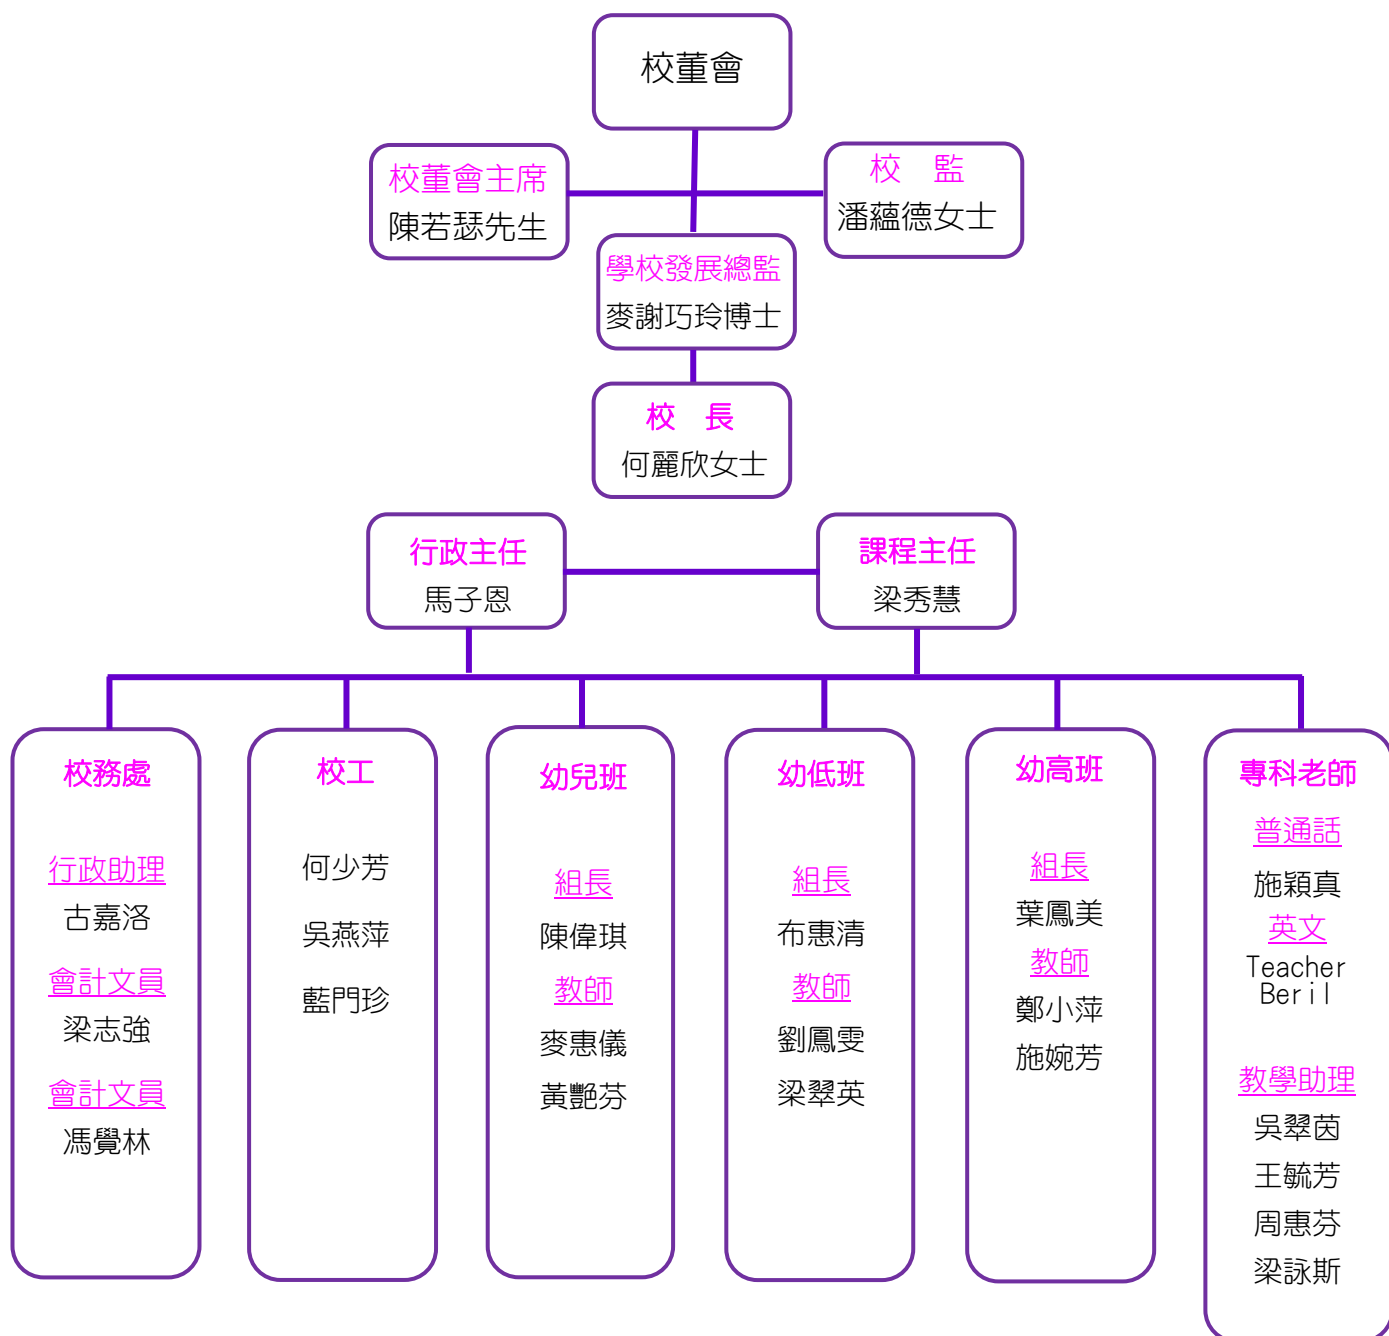 校董會
校董會主席
陳若瑟先生
校　監
潘蘊德女士
學校發展總監
麥謝巧玲博士
校　長
何麗欣女士
行政主任
馬子恩
課程主任
梁秀慧
校務處
行政助理
古嘉洛
會計文員
梁志強
會計文員
馮覺林
校工
何少芳
吳燕萍
藍門珍
幼兒班
組長
陳偉琪
教師
麥惠儀
黃艷芬
幼低班
組長
布惠清
教師
劉鳳雯
梁翠英
幼高班
組長
葉鳳美
教師
鄭小萍
施婉芳
專科老師
普通話
施穎真
英文
Teacher
Beril
教學助理
吳翠茵
王毓芳
周惠芬
梁詠斯